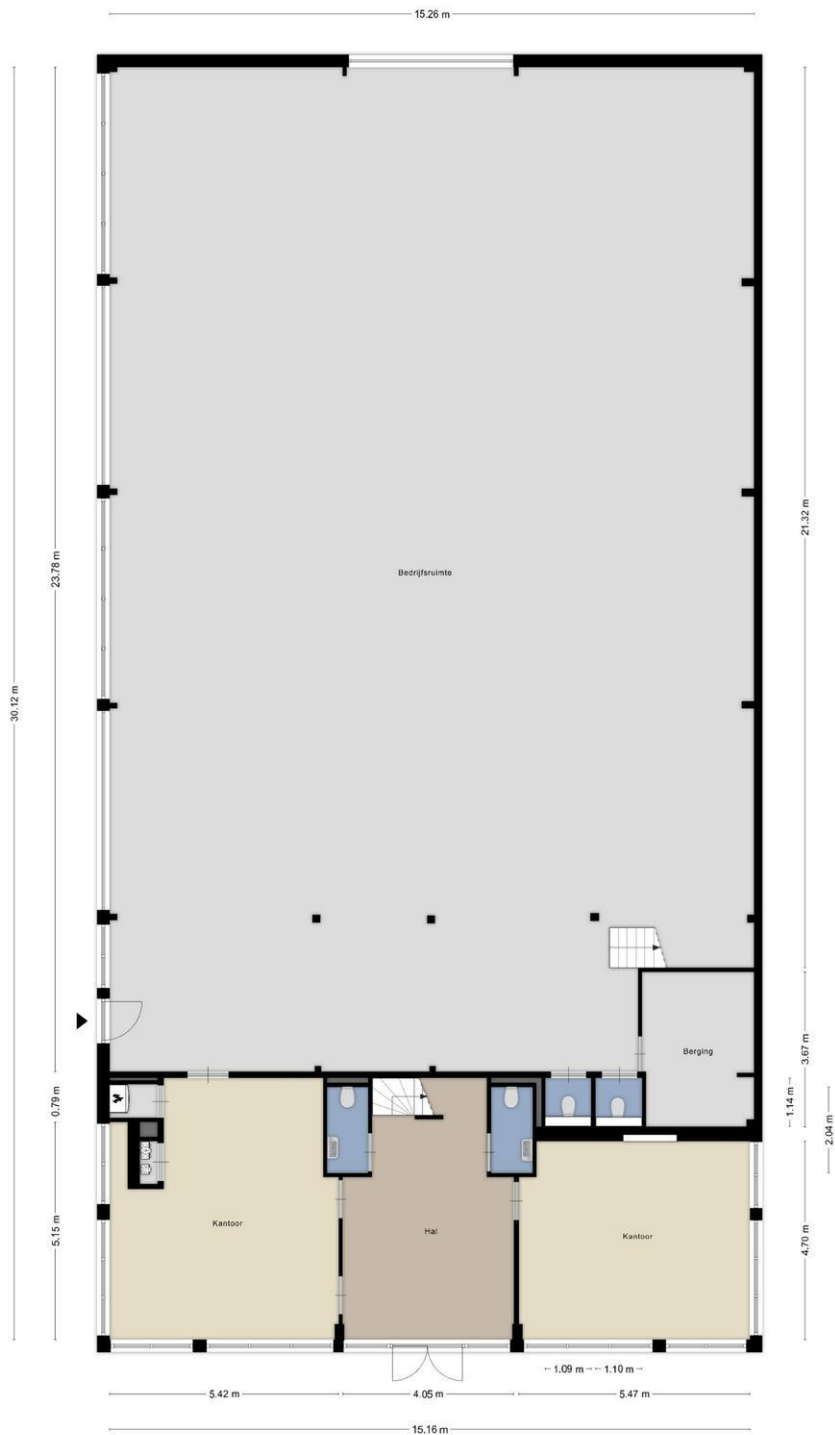 15.26 m
30.12 m
23.78 m
21.32 m
Bedrijfsruimte
Berging
3.67 m
0.79 m
1.14 m
2.04 m
Kantoor
Hal
Kantoor
5.15 m
4.70 m
1.09 m
1.10 m
5.42 m
4.05 m
5.47 m
15.16 m